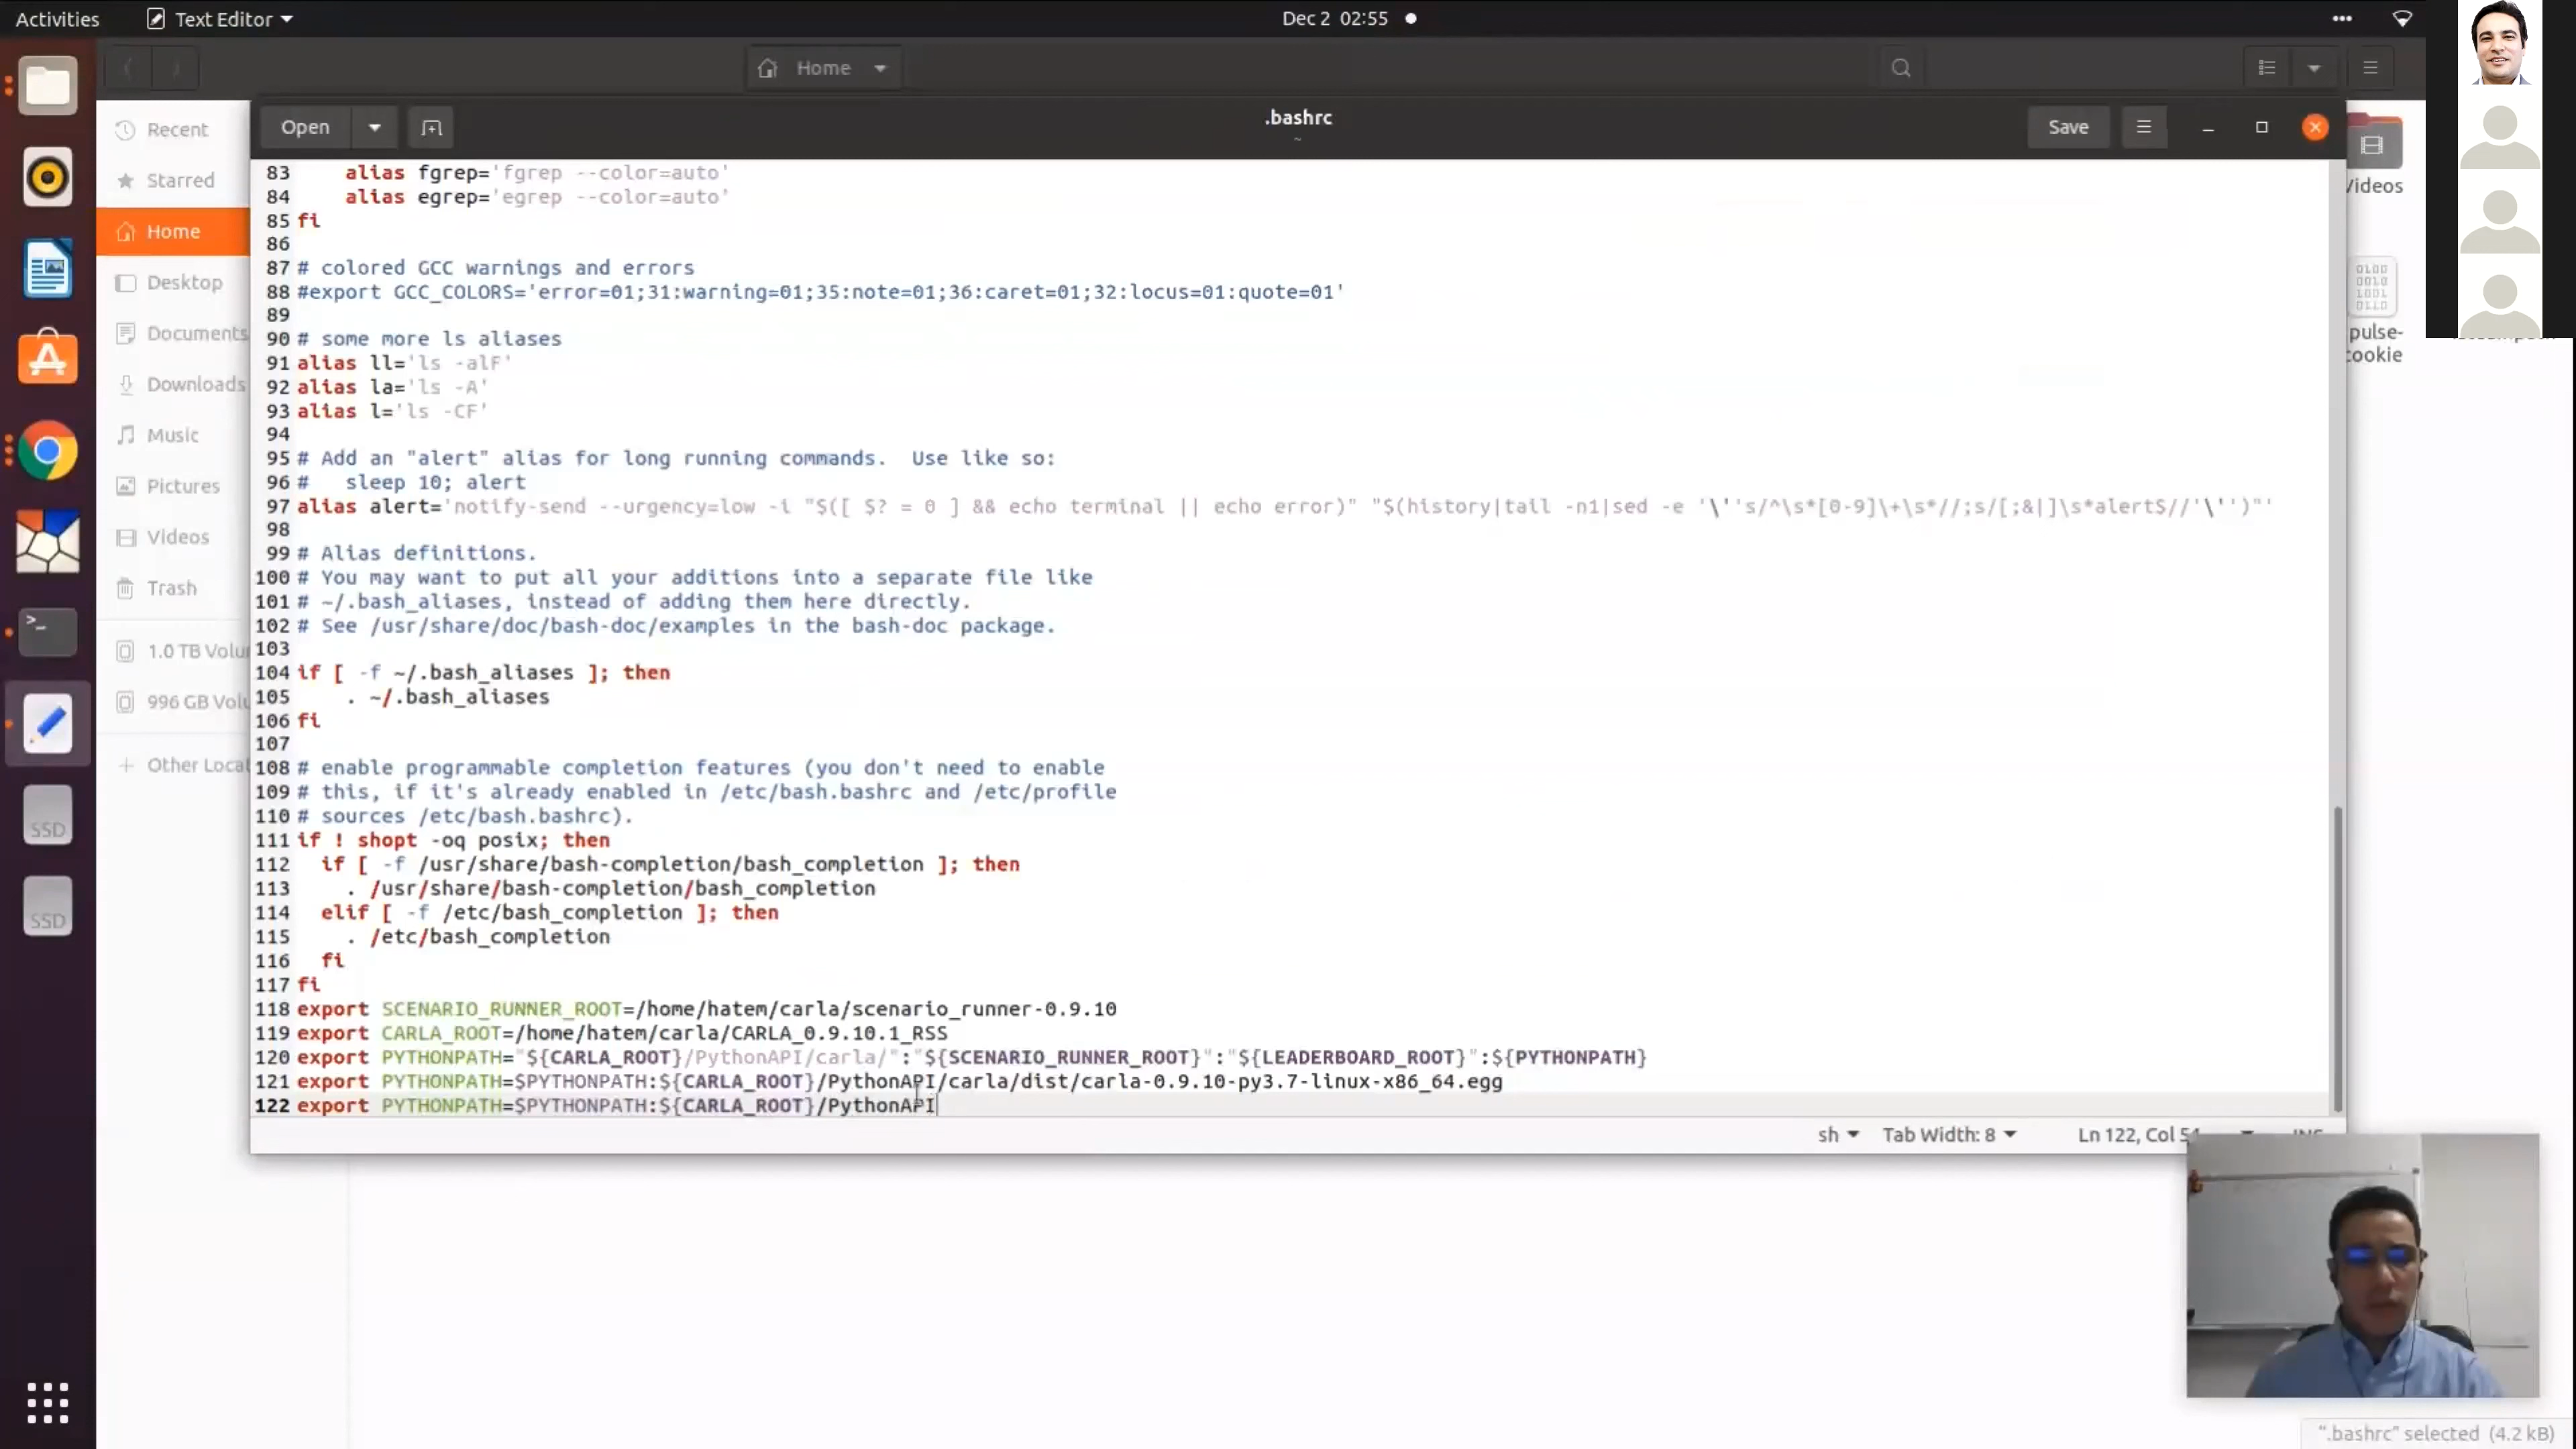 Activities
Text Editor
Dec 2 02:55
Home
Open
.bashrc
~
Save
Recent
Starred
Home
Desktop
Documents
Downloads
Music
Pictures
Videos
Trash
1.0 TB Volu
996 GB Volu
+ Other Locat
Videos
pulse-
cookie
SSD
SSD
83 alias fgrep='fgrep --color=auto'
84 alias egrep='egrep --color=auto'
85 fi
86
87 # colored GCC warnings and errors
88 #export GCC_COLORS='error=01;31:warning=01;35:note=01;36:caret=01;32:locus=01:quote=01'
89
90 # some more ls aliases
91 alias ll='ls -alF'
92 alias la='ls -A'
93 alias l='ls -CF'
94
95 # Add an "alert" alias for long running commands.  Use like so:
96 #   sleep 10; alert
97 alias alert='notify-send --urgency=low -i "$([ $? = 0 ] && echo terminal || echo error)" "$(history|tail -n1|sed -e '\''s/^\s*[0-9]\+\s*//;s/[;&|]\s*alert$//'\'')"'
98
99 # Alias definitions.
100 # You may want to put all your additions into a separate file like
101 # ~/.bash_aliases, instead of adding them here directly.
102 # See /usr/share/doc/bash-doc/examples in the bash-doc package.
103
104 if [ -f ~/.bash_aliases ]; then
105     . ~/.bash_aliases
106 fi
107
108 # enable programmable completion features (you don't need to enable
109 # this, if it's already enabled in /etc/bash.bashrc and /etc/profile
110 # sources /etc/bash.bashrc).
111 if ! shopt -oq posix; then
112   if [ -f /usr/share/bash-completion/bash_completion ]; then
113     . /usr/share/bash-completion/bash_completion
114   elif [ -f /etc/bash_completion ]; then
115     . /etc/bash_completion
116   fi
117 fi
118 export SCENARIO_RUNNER_ROOT=/home/hatem/carla/scenario_runner-0.9.10
119 export CARLA_ROOT=/home/hatem/carla/CARLA_0.9.10.1_RSS
120 export PYTHONPATH="${CARLA_ROOT}/PythonAPI/carla/":"${SCENARIO_RUNNER_ROOT}":"${LEADERBOARD_ROOT}":${PYTHONPATH}
121 export PYTHONPATH=$PYTHONPATH:${CARLA_ROOT}/PythonAPI/carla/dist/carla-0.9.10-py3.7-linux-x86_64.egg
122 export PYTHONPATH=$PYTHONPATH:${CARLA_ROOT}/PythonAPI
sh Tab Width: 8 Ln 122, Col 54
".bashrc" selected (4.2 kB)